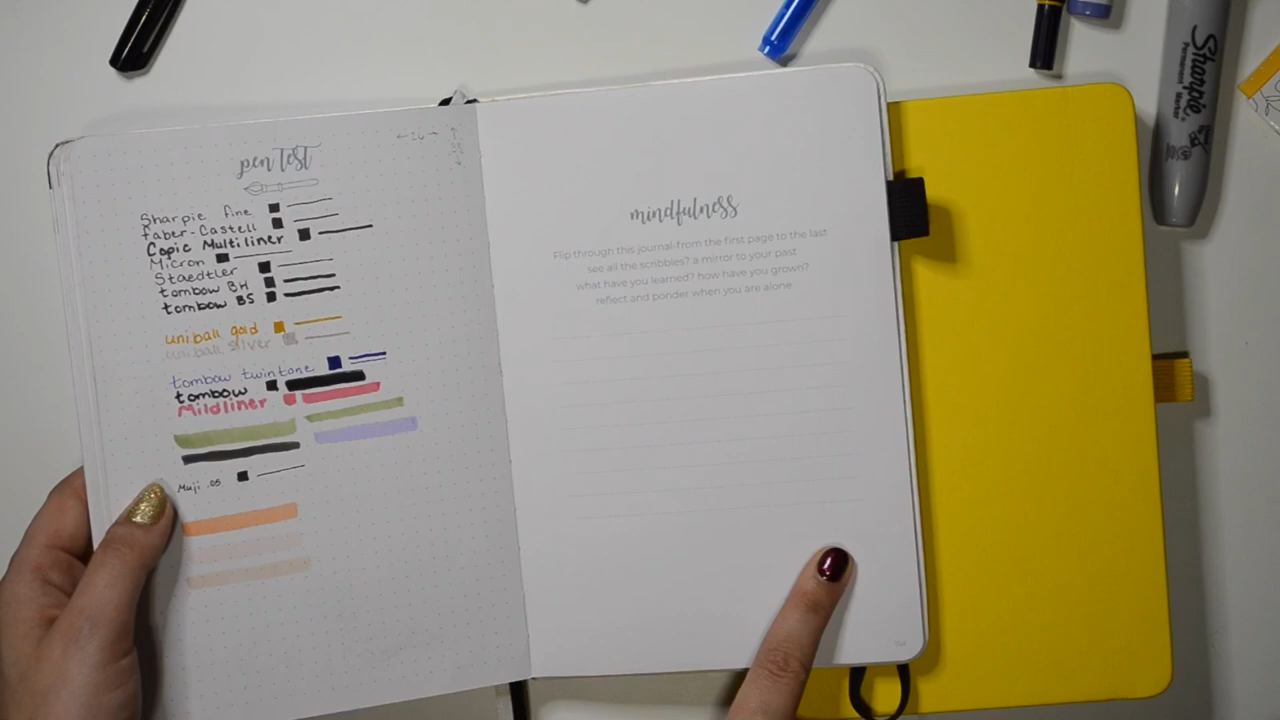 pen test
26
Sharpie fine
faber-Castell
Copic Multiliner
Micron
Staedtler
tombow BH
tombow BS
uniball gold
uniball silver
tombow twintone
tombow
Mildliner
Muji .05
mindfulness
Flip through this journal from the first page to the last
see all the scribbles? a mirror to your past
what have you learned? how have you grown?
reflect and ponder when you are alone
Sharpie
Permanent Marker